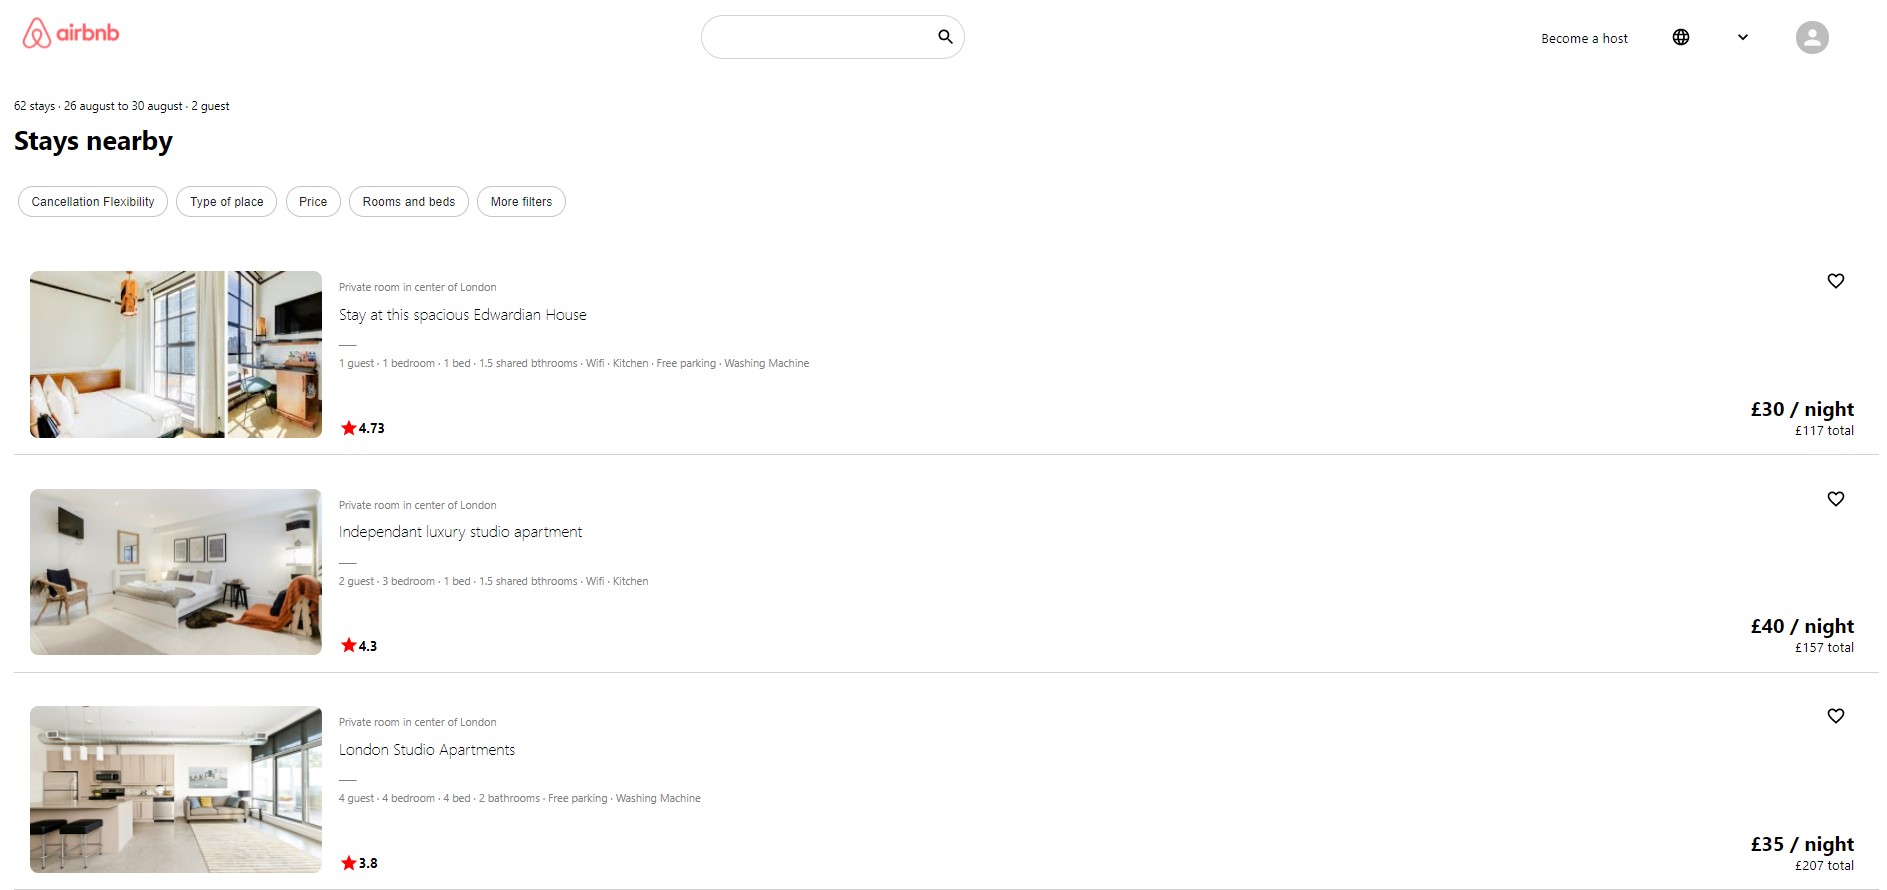 airbnb
Become a host
62 stays · 26 august to 30 august · 2 guest
Stays nearby
Cancellation Flexibility Type of place Price Rooms and beds More filters
Private room in center of London
Stay at this spacious Edwardian House
1 guest · 1 bedroom · 1 bed · 1.5 shared bthrooms · Wifi · Kitchen · Free parking · Washing Machine
4.73
£30 / night
£117 total
Private room in center of London
Independant luxury studio apartment
2 guest · 3 bedroom · 1 bed · 1.5 shared bthrooms · Wifi · Kitchen
4.3
£40 / night
£157 total
Private room in center of London
London Studio Apartments
4 guest · 4 bedroom · 4 bed · 2 bathrooms · Free parking · Washing Machine
3.8
£35 / night
£207 total